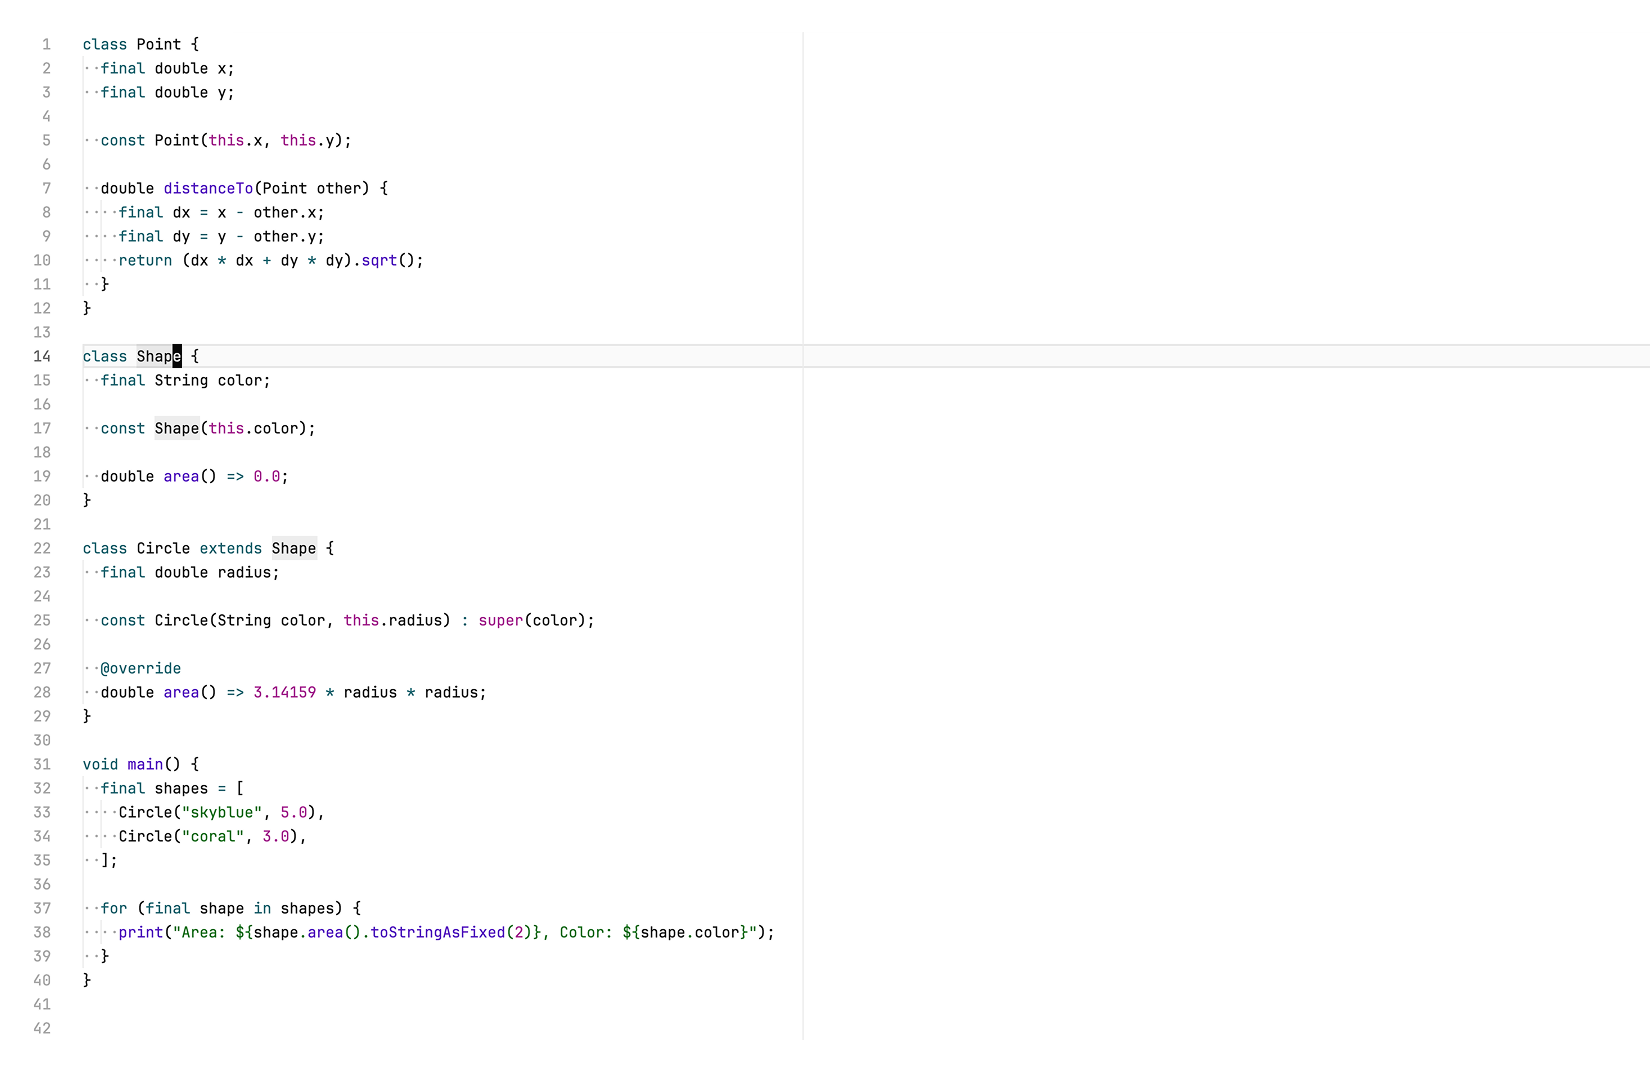 1 class Point {
2 ··final double x;
3 ··final double y;
4
5 ··const Point(this.x, this.y);
6
7 ··double distanceTo(Point other) {
8 ····final dx = x - other.x;
9 ····final dy = y - other.y;
10 ····return (dx * dx + dy * dy).sqrt();
11 ··}
12 }
13
14 class Shape {
15 ··final String color;
16
17 ··const Shape(this.color);
18
19 ··double area() => 0.0;
20 }
21
22 class Circle extends Shape {
23 ··final double radius;
24
25 ··const Circle(String color, this.radius) : super(color);
26
27 ··@override
28 ··double area() => 3.14159 * radius * radius;
29 }
30
31 void main() {
32 ··final shapes = [
33 ····Circle("skyblue", 5.0),
34 ····Circle("coral", 3.0),
35 ··];
36
37 ··for (final shape in shapes) {
38 ····print("Area: ${shape.area().toStringAsFixed(2)}, Color: ${shape.color}");
39 ··}
40 }
41
42